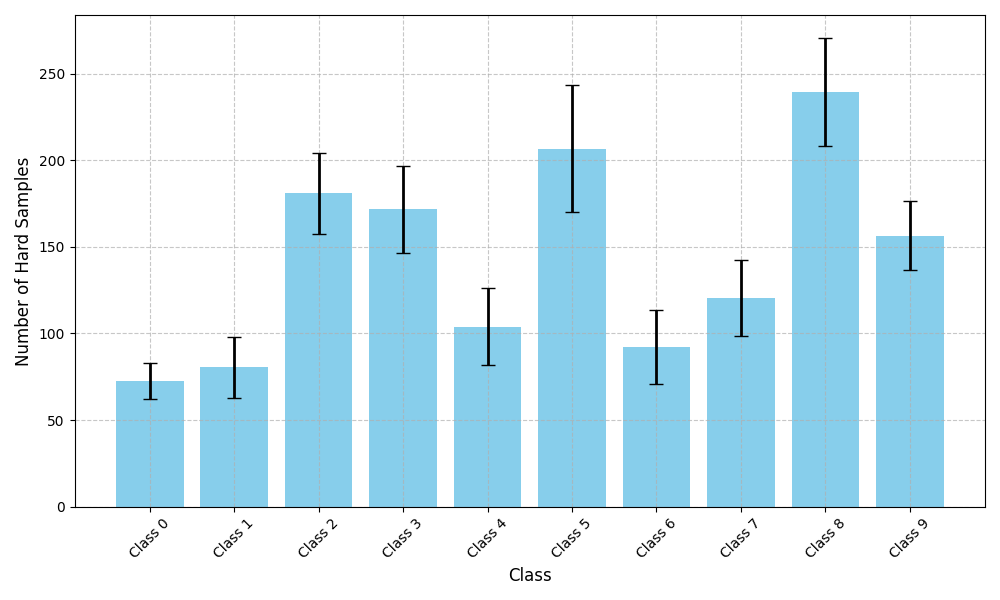 250
200
150
100
50
0
Number of Hard Samples
Class 0
Class 1
Class 2
Class 3
Class 4
Class 5
Class 6
Class 7
Class 8
Class 9
Class